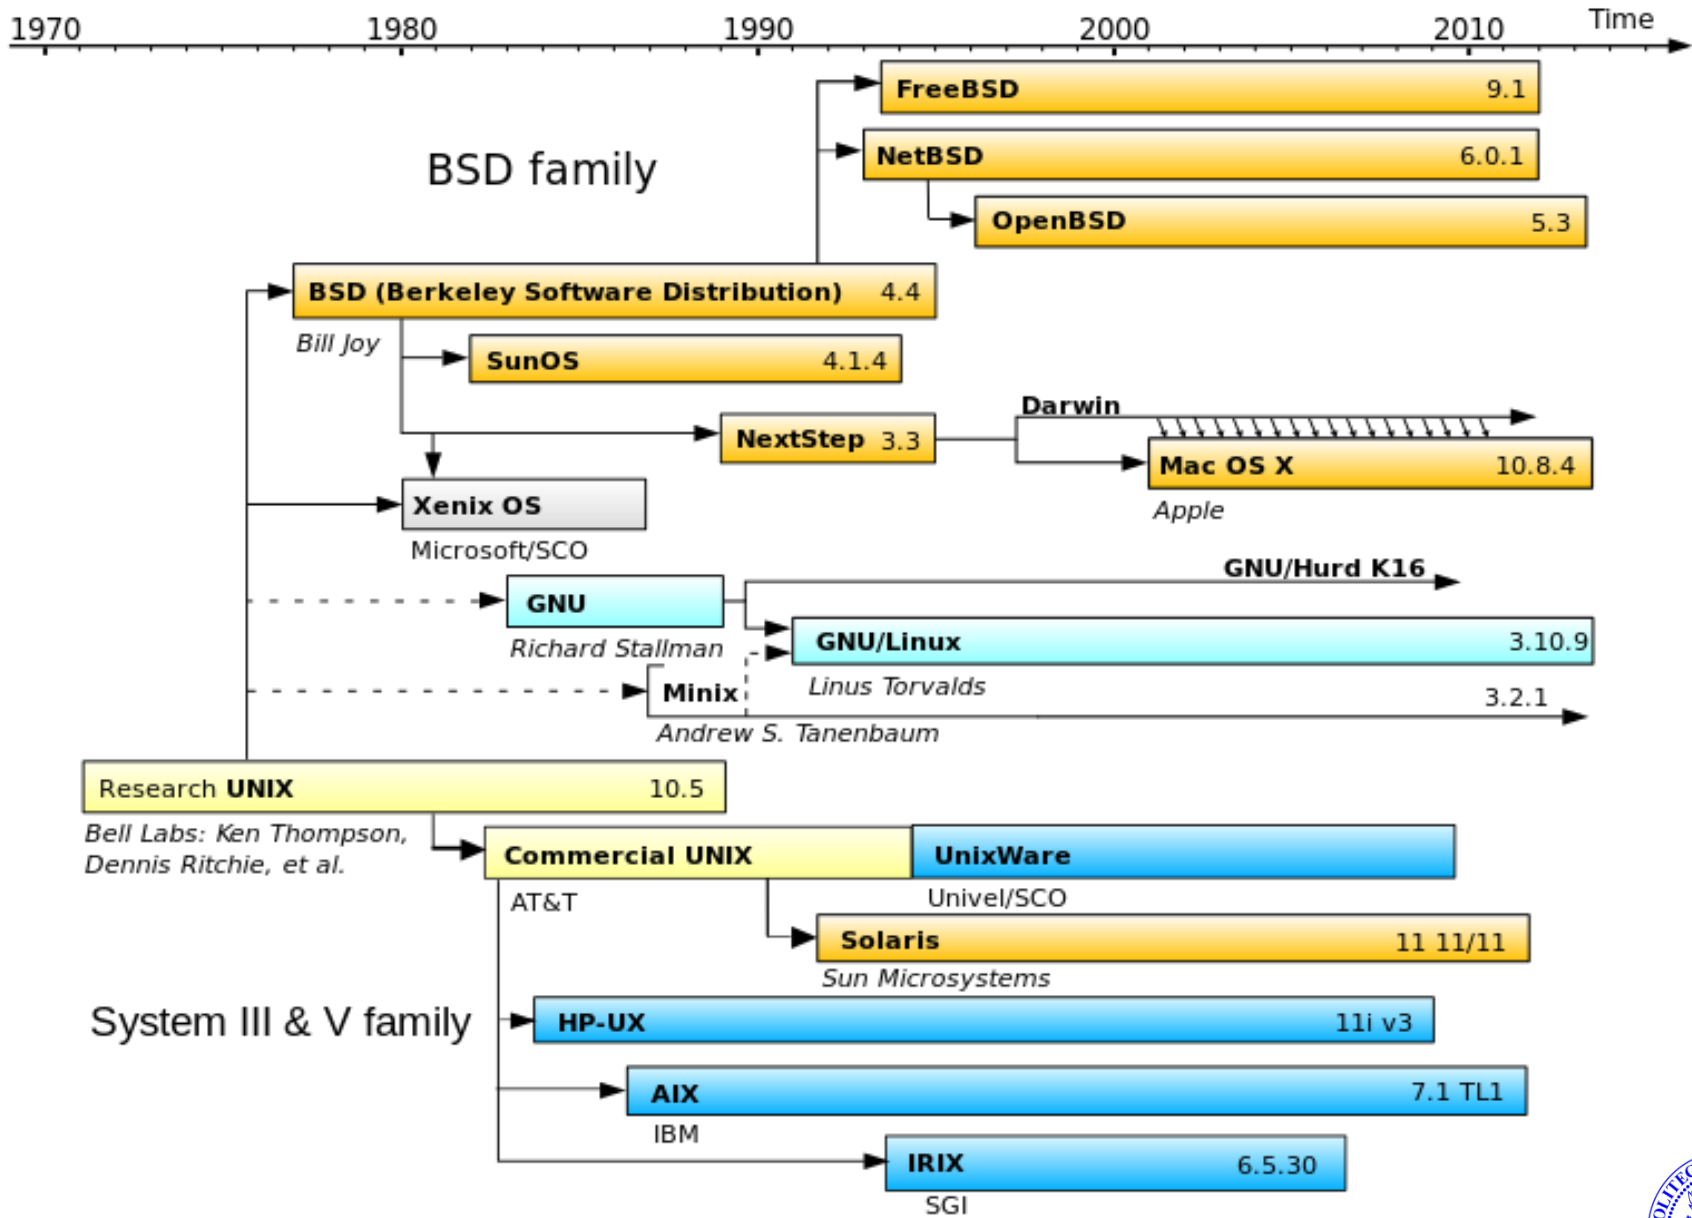 1970 1980 1990 2000 2010 Time
FreeBSD 9.1
BSD family
NetBSD 6.0.1
OpenBSD 5.3
BSD (Berkeley Software Distribution) 4.4
Bill Joy
SunOS 4.1.4
Darwin
NextStep 3.3
Mac OS X 10.8.4
Apple
Xenix OS
Microsoft/SCO
GNU/Hurd K16
GNU
Richard Stallman
GNU/Linux 3.10.9
Linus Torvalds
Minix 3.2.1
Andrew S. Tanenbaum
Research UNIX 10.5
Bell Labs: Ken Thompson,
Dennis Ritchie, et al.
Commercial UNIX
UnixWare
AT&T
Univel/SCO
Solaris 11 11/11
Sun Microsystems
System III & V family
HP-UX 11i v3
AIX 7.1 TL1
IBM
IRIX 6.5.30
SGI